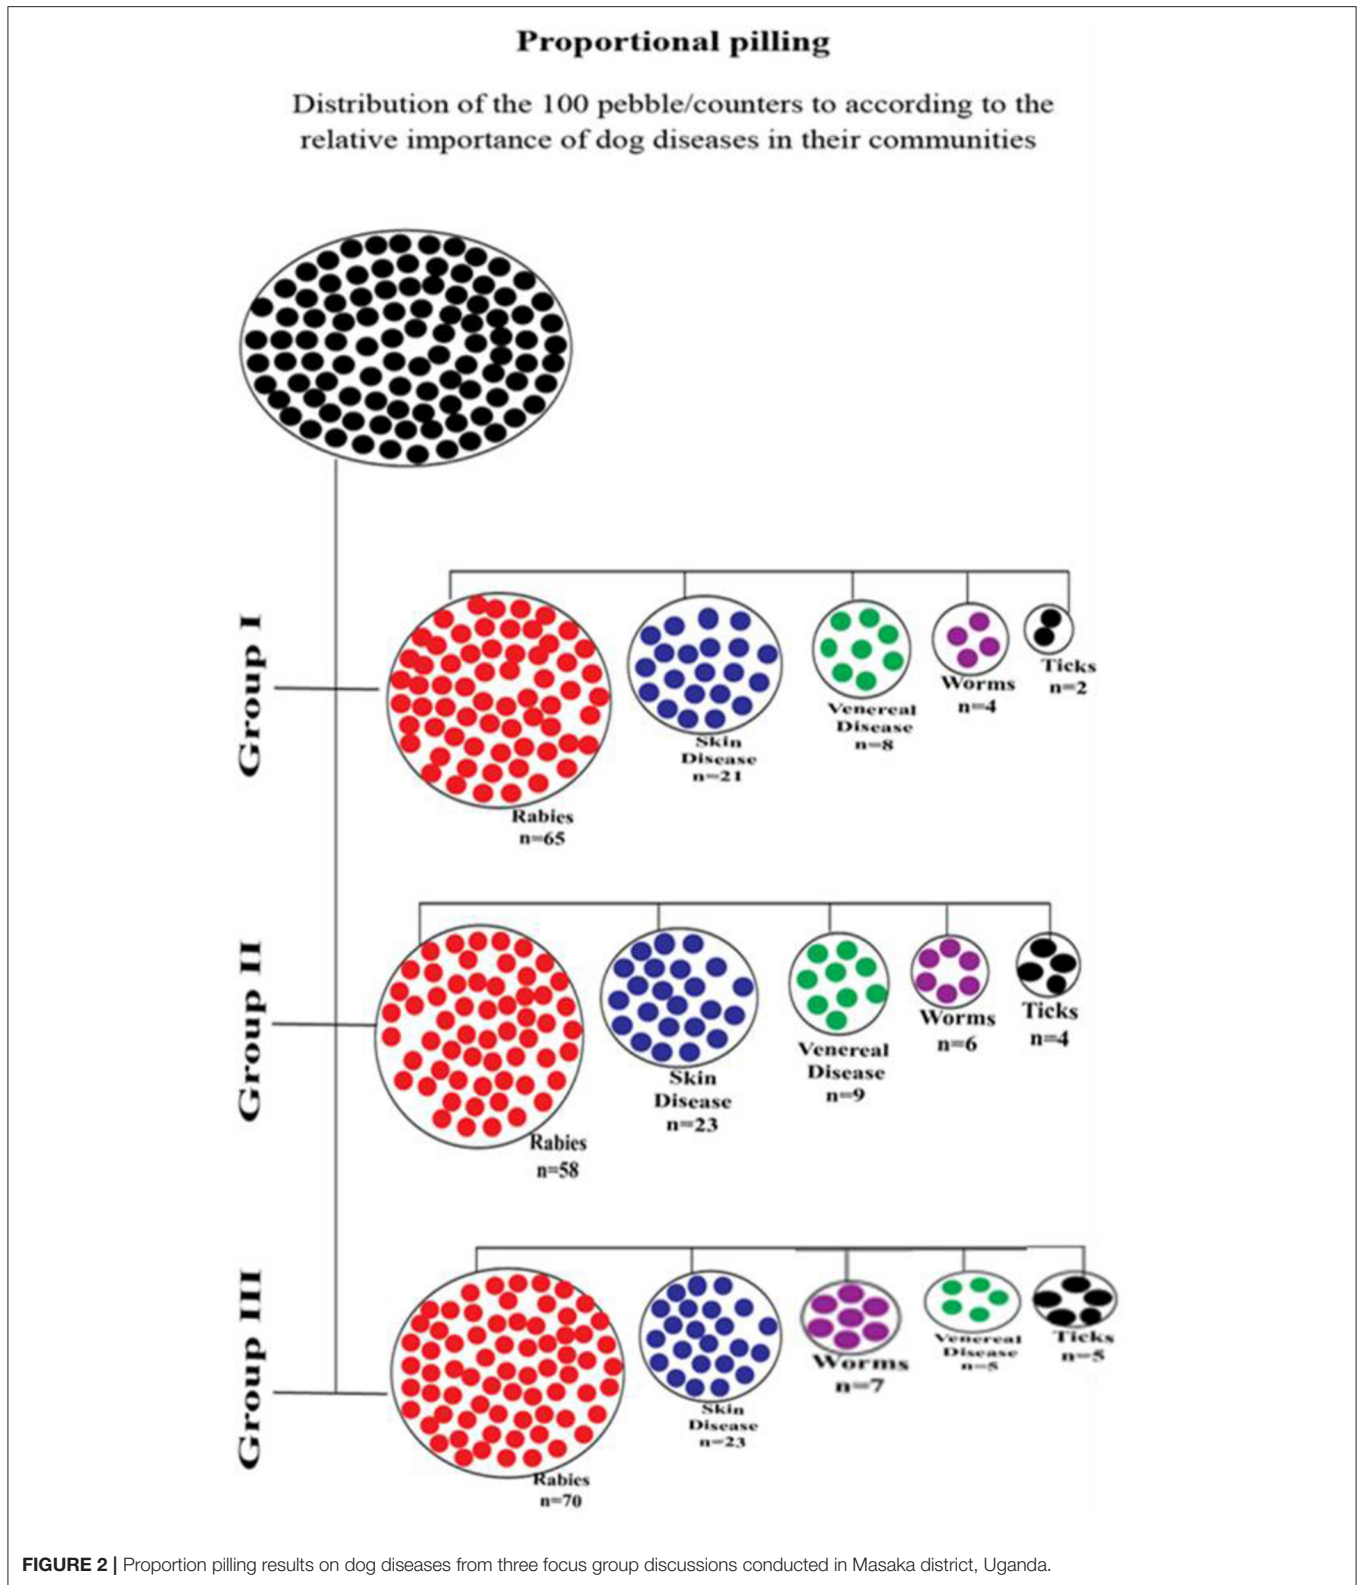 Proportional pilling
Distribution of the 100 pebble/counters to according to the
relative importance of dog diseases in their communities
Group I
Rabies
n=65
Skin
Disease
n=21
Venereal
Disease
n=8
Worms
n=4
Ticks
n=2
Group II
Rabies
n=58
Skin
Disease
n=23
Venereal
Disease
n=9
Worms
n=6
Ticks
n=4
Group III
Rabies
n=70
Skin
Disease
n=23
Worms
n=7
Venereal
Disease
n=5
Ticks
n=5
FIGURE 2 | Proportion pilling results on dog diseases from three focus group discussions conducted in Masaka district, Uganda.